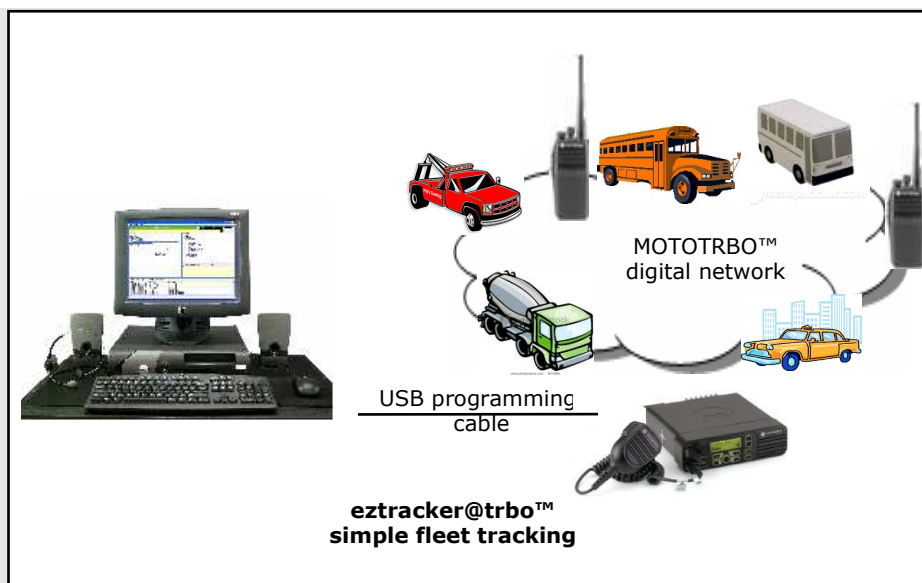 MOTOTRBO™
digital network
USB programming
cable
eztracker@trbo™
simple fleet tracking